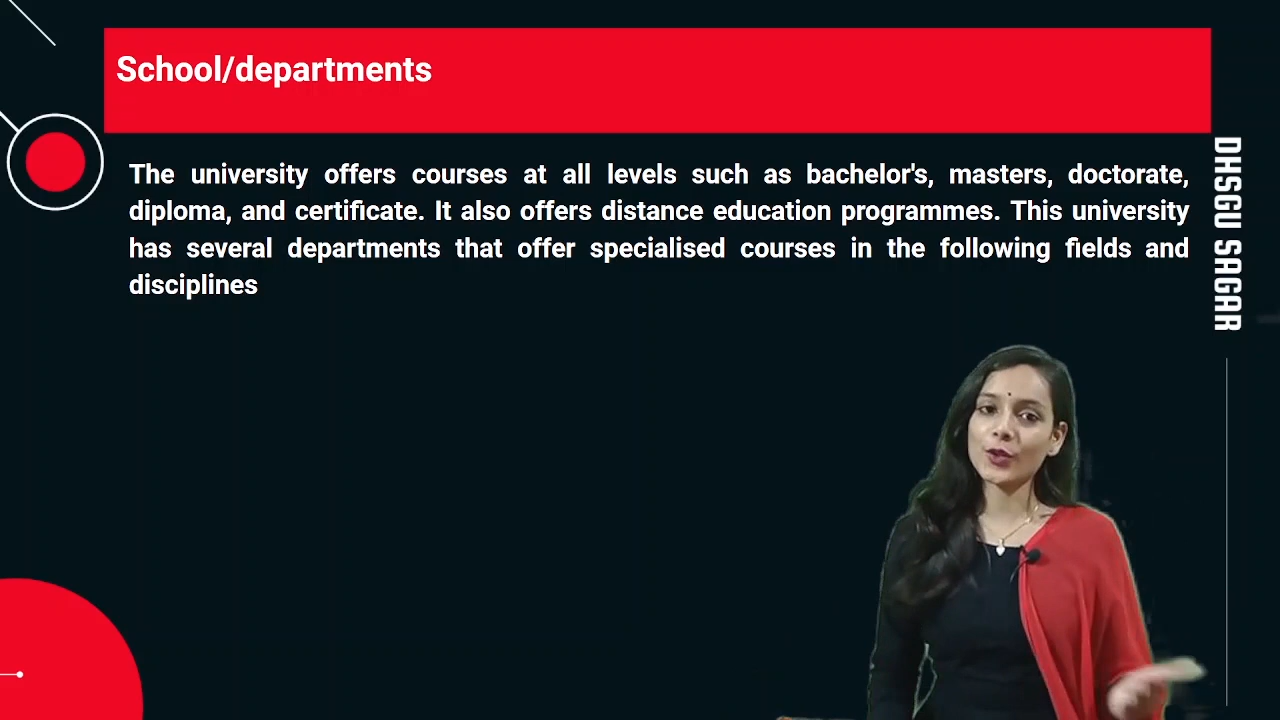 School/departments
The university offers courses at all levels such as bachelor's, masters, doctorate,
diploma, and certificate. It also offers distance education programmes. This university
has several departments that offer specialised courses in the following fields and
disciplines
DHSGU SAGAR